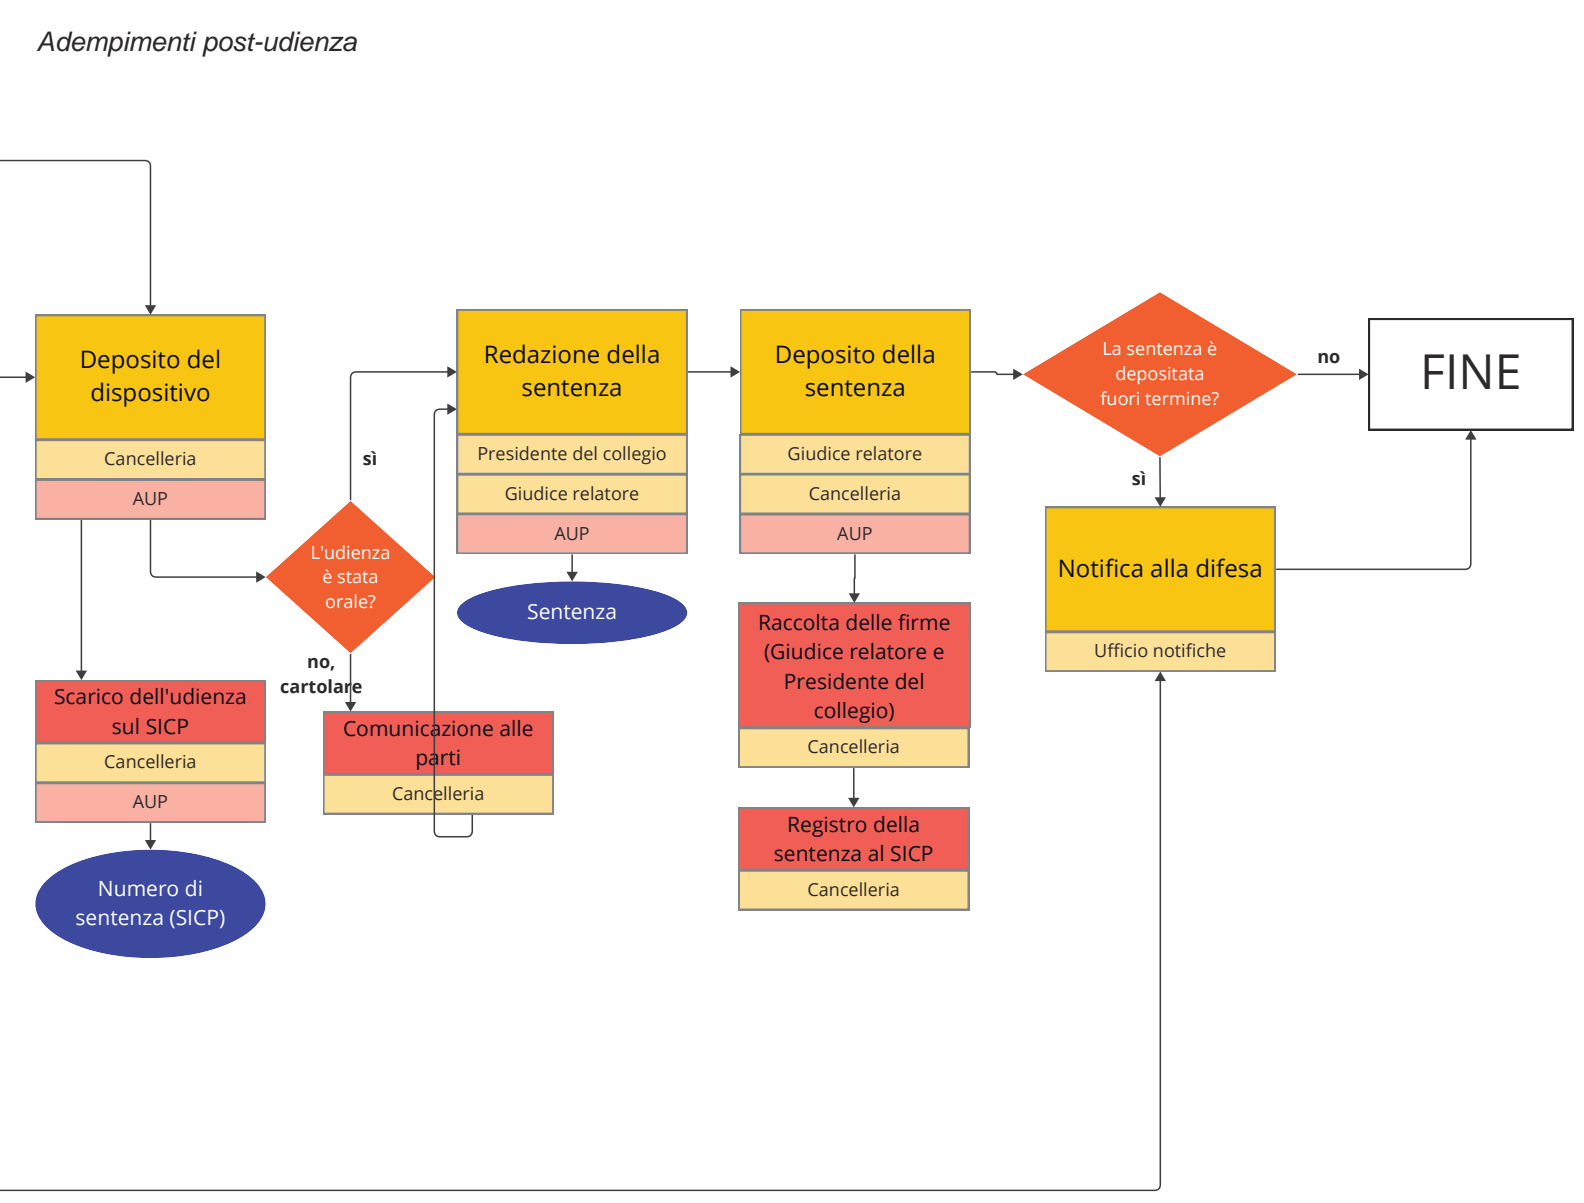 Adempimenti post-udienza
Deposito del
dispositivo
Cancelleria
AUP
Scarico dell'udienza
sul SICP
Cancelleria
AUP
Numero di
sentenza (SICP)
L'udienza
è stata
orale?
sì
no,
cartolare
Comunicazione alle
parti
Cancelleria
Redazione della
sentenza
Presidente del collegio
Giudice relatore
AUP
Sentenza
Deposito della
sentenza
Giudice relatore
Cancelleria
AUP
Raccolta delle firme
(Giudice relatore e
Presidente del
collegio)
Cancelleria
Registro della
sentenza al SICP
Cancelleria
La sentenza è
depositata
fuori termine?
no
sì
Notifica alla difesa
Ufficio notifiche
FINE